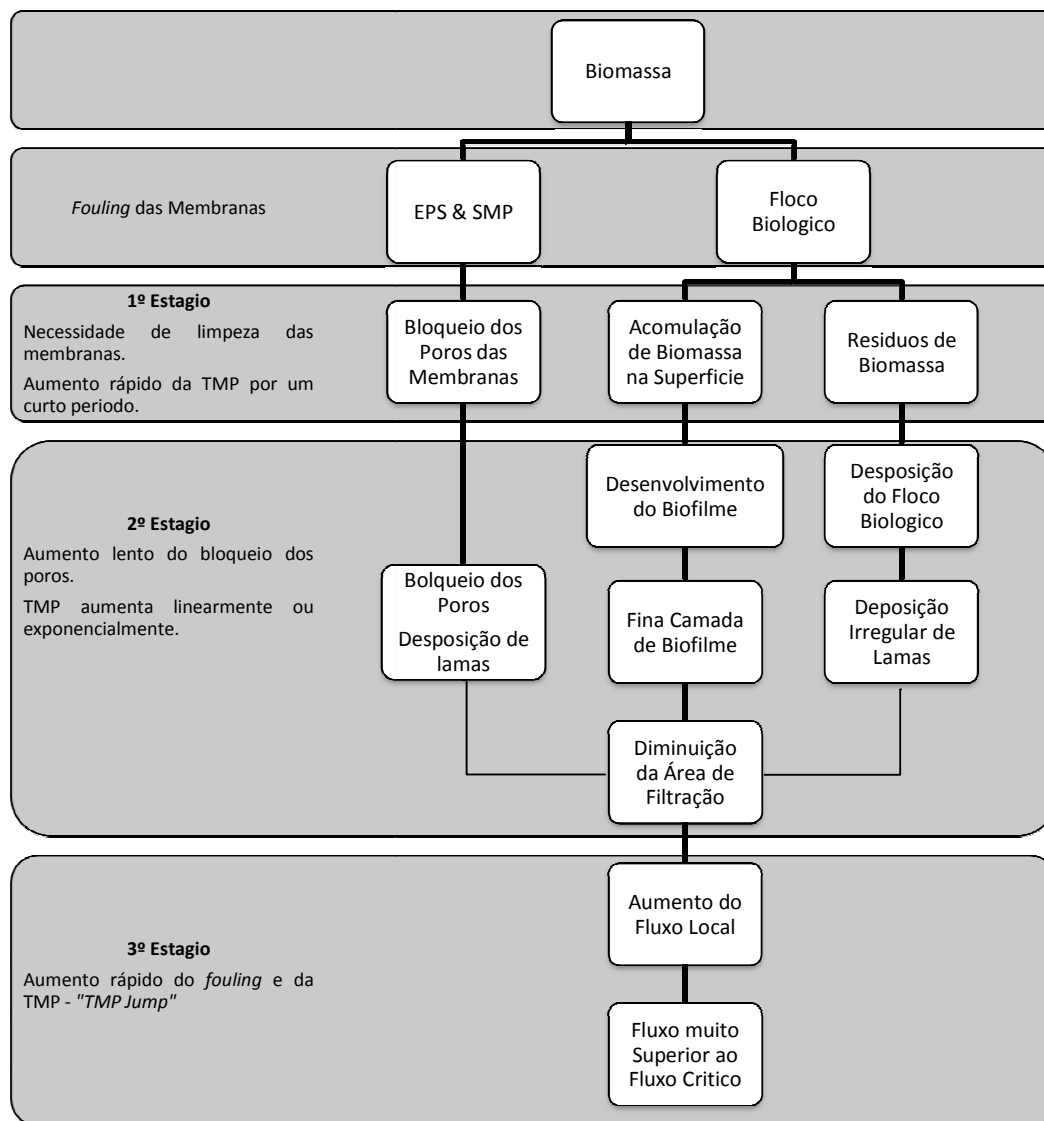 Biomassa
Fouling das Membranas
EPS & SMP
Floco
Biologico
1º Estagio
Necessidade de limpeza das
membranas.
Aumento rápido da TMP por um
curto periodo.
Bloqueio dos
Poros das
Membranas
Acomulação
de Biomassa
na Superficie
Residuos de
Biomassa
2º Estagio
Aumento lento do bloqueio dos
poros.
TMP aumenta linearmente ou
exponencialmente.
Desenvolvimento
do Biofilme
Desposição
do Floco
Biologico
Bolqueio dos
Poros
Desposição de
lamas
Fina Camada
de Biofilme
Deposição
Irregular de
Lamas
Diminuição
da Área de
Filtração
3º Estagio
Aumento rápido do fouling e da
TMP - "TMP Jump"
Aumento do
Fluxo Local
Fluxo muito
Superior ao
Fluxo Critico